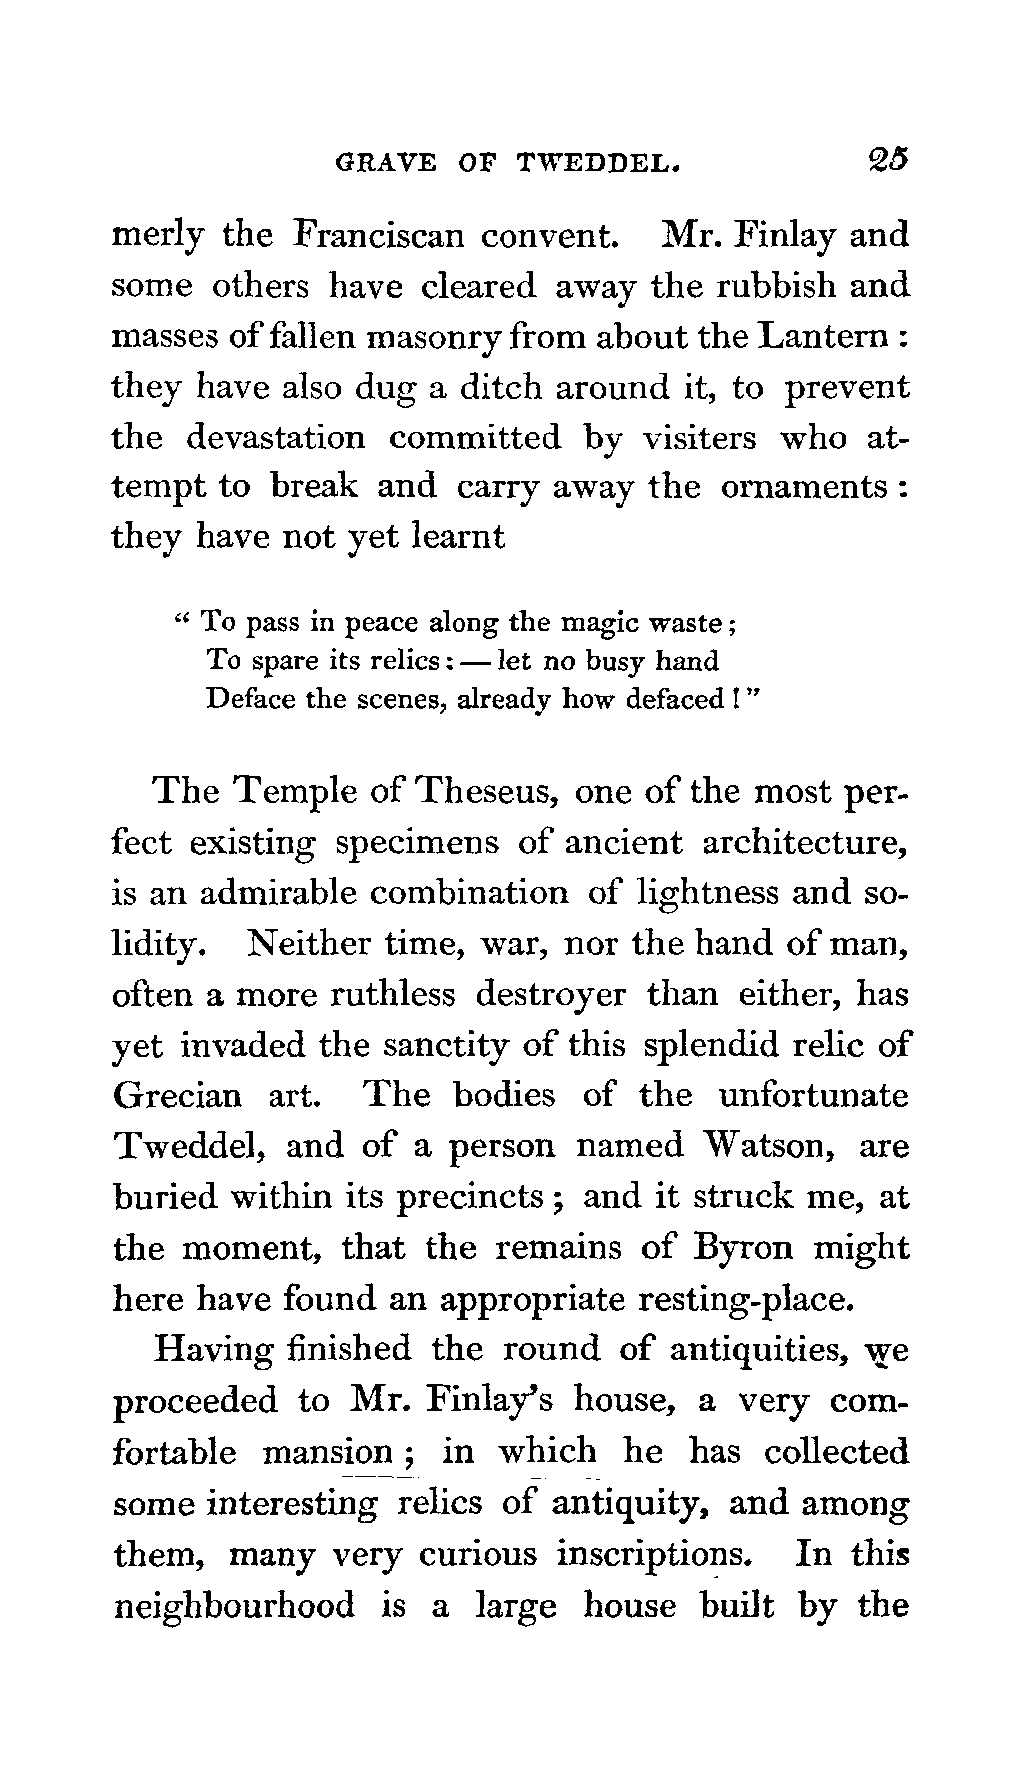 GRAVE OF TWEDDEL. 25
merly the Franciscan convent. Mr. Finlay and
some others have cleared away the rubbish and
masses of fallen masonry from about the Lantern :
they have also dug a ditch around it, to prevent
the devastation committed by visiters who at-
tempt to break and carry away the ornaments :
they have not yet learnt
“ To pass in peace along the magic waste ;
To spare its relics : — let no busy hand
Deface the scenes, already how defaced ! ”
The Temple of Theseus, one of the most per-
fect existing specimens of ancient architecture,
is an admirable combination of lightness and so-
lidity. Neither time, war, nor the hand of man,
often a more ruthless destroyer than either, has
yet invaded the sanctity of this splendid relic of
Grecian art. The bodies of the unfortunate
Tweddel, and of a person named Watson, are
buried within its precincts ; and it struck me, at
the moment, that the remains of Byron might
here have found an appropriate resting-place.
Having finished the round of antiquities, we
proceeded to Mr. Finlay’s house, a very com-
fortable mansion ; in which he has collected
some interesting relics of antiquity, and among
them, many very curious inscriptions. In this
neighbourhood is a large house built by the